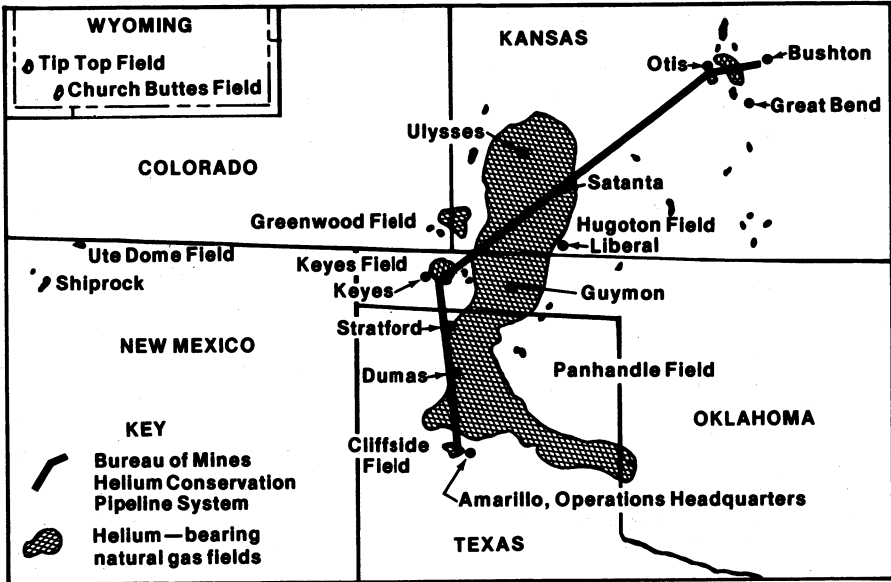 WYOMING
Tip Top Field
Church Buttes Field
KANSAS
Otis
Bushton
Great Bend
Ulysses
COLORADO
Satanta
Greenwood Field
Hugoton Field
Liberal
Ute Dome Field
Keyes Field
Shiprock
Keyes
Guymon
Stratford
NEW MEXICO
Dumas
Panhandle Field
OKLAHOMA
KEY
Cliffside
Field
Bureau of Mines
Helium Conservation
Pipeline System
Amarillo, Operations Headquarters
Helium—bearing
natural gas fields
TEXAS